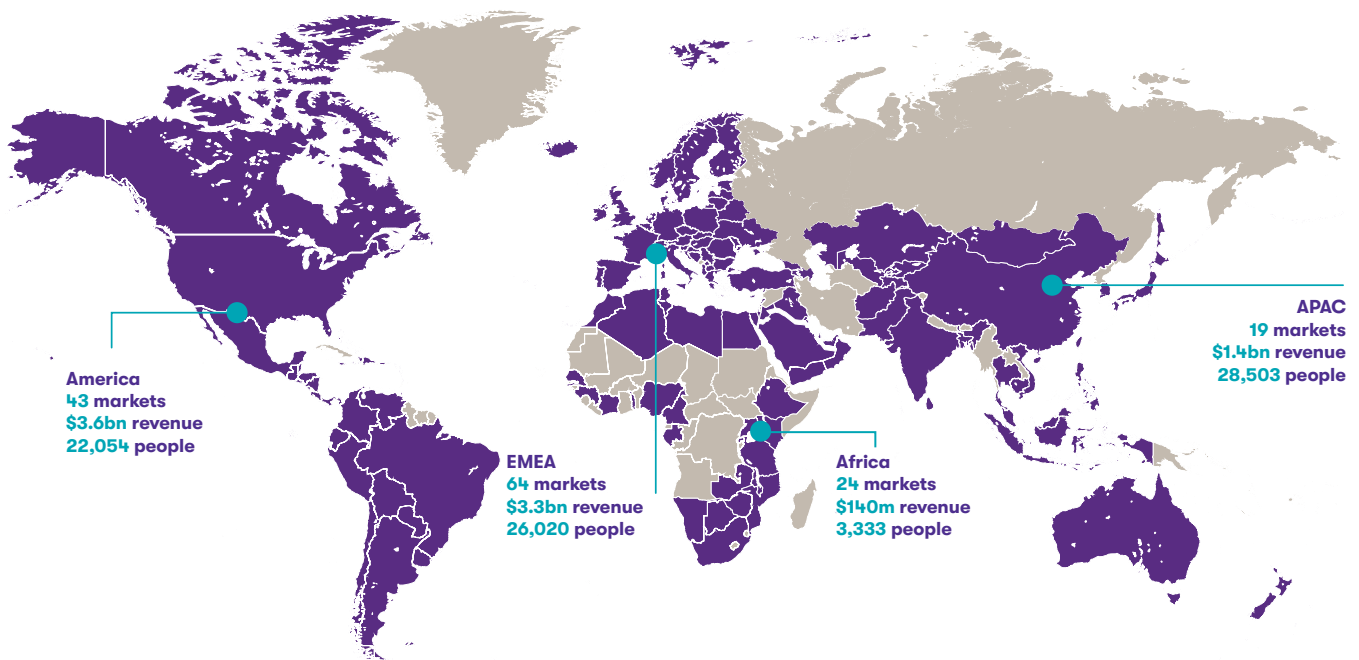 America
43 markets
$3.6bn revenue
22,054 people
EMEA
64 markets
$3.3bn revenue
26,020 people
Africa
24 markets
$140m revenue
3,333 people
APAC
19 markets
$1.4bn revenue
28,503 people